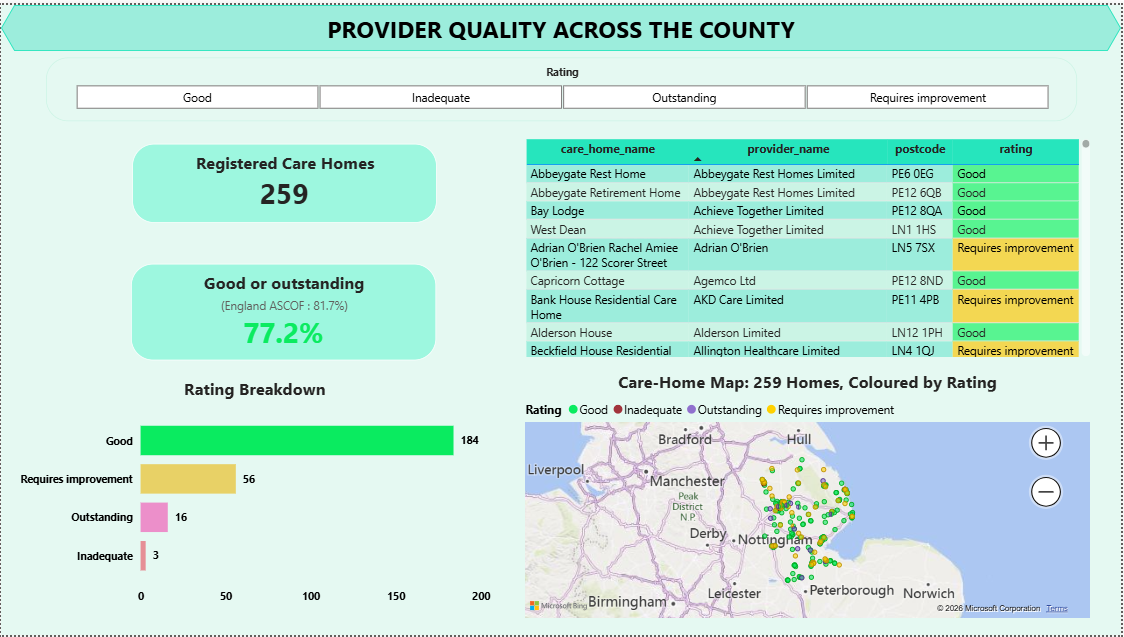 PROVIDER QUALITY ACROSS THE COUNTY
Rating
Good Inadequate Outstanding Requires improvement
Registered Care Homes
259
Good or outstanding
(England ASCOF : 81.7%)
77.2%
care_home_name provider_name postcode rating
Abbeygate Rest Home Abbeygate Rest Homes Limited PE6 0EG Good
Abbeygate Retirement Home Abbeygate Rest Homes Limited PE12 6QB Good
Bay Lodge Achieve Together Limited PE12 8QA Good
West Dean Achieve Together Limited LN1 1HS Good
Adrian O'Brien Rachel Amiee Adrian O'Brien LN5 7SX Requires improvement
O'Brien - 122 Scorer Street
Capricorn Cottage Agemco Ltd PE12 8ND Good
Bank House Residential Care AKD Care Limited PE11 4PB Requires improvement
Home
Alderson House Alderson Limited LN12 1PH Good
Beckfield House Residential Allington Healthcare Limited LN4 1QJ Requires improvement
Rating Breakdown
Good 184
Requires improvement 56
Outstanding 16
Inadequate 3
0 50 100 150 200
Care-Home Map: 259 Homes, Coloured by Rating
Rating Good Inadequate Outstanding Requires improvement
Bradford Hull
Liverpool
Manchester
Peak
District
N.P.
Derby Nottingham
Leicester Peterborough Norwich
Birmingham
Microsoft Bing
© 2026 Microsoft Corporation Terms